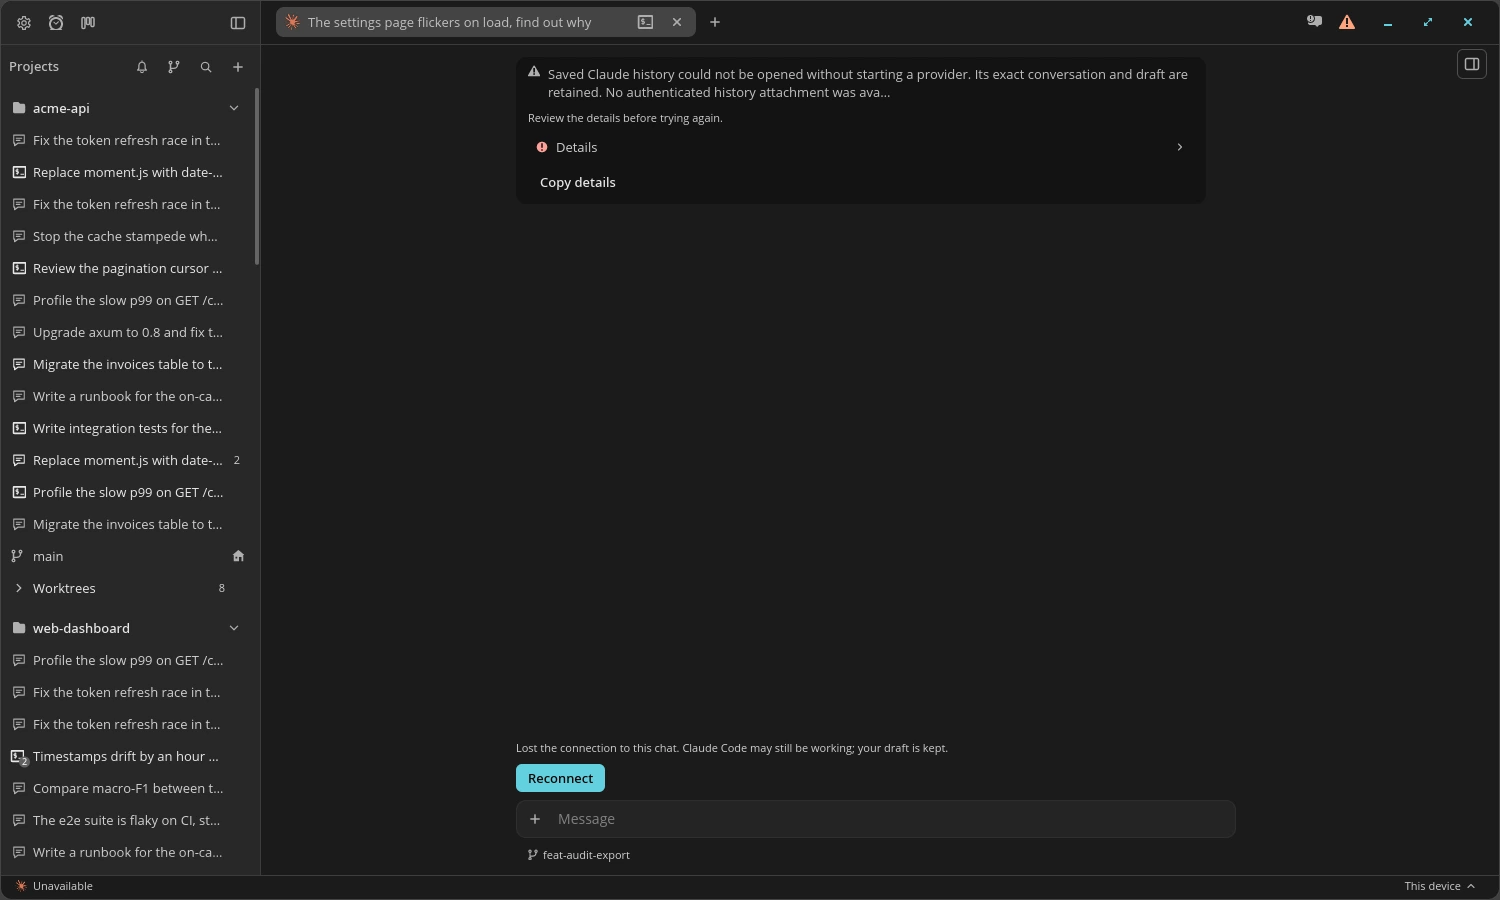 The settings page flickers on load, find out why
Projects
acme-api
Fix the token refresh race in t...
Replace moment.js with date-...
Fix the token refresh race in t...
Stop the cache stampede wh...
Review the pagination cursor ...
Profile the slow p99 on GET /c...
Upgrade axum to 0.8 and fix t...
Migrate the invoices table to t...
Write a runbook for the on-ca...
Write integration tests for the...
Replace moment.js with date-... 2
Profile the slow p99 on GET /c...
Migrate the invoices table to t...
main
Worktrees 8
web-dashboard
Profile the slow p99 on GET /c...
Fix the token refresh race in t...
Fix the token refresh race in t...
2 Timestamps drift by an hour ...
Compare macro-F1 between t...
The e2e suite is flaky on CI, st...
Write a runbook for the on-ca...
Saved Claude history could not be opened without starting a provider. Its exact conversation and draft are
retained. No authenticated history attachment was ava...
Review the details before trying again.
Details
Copy details
Lost the connection to this chat. Claude Code may still be working; your draft is kept.
Reconnect
Message
feat-audit-export
Unavailable
This device